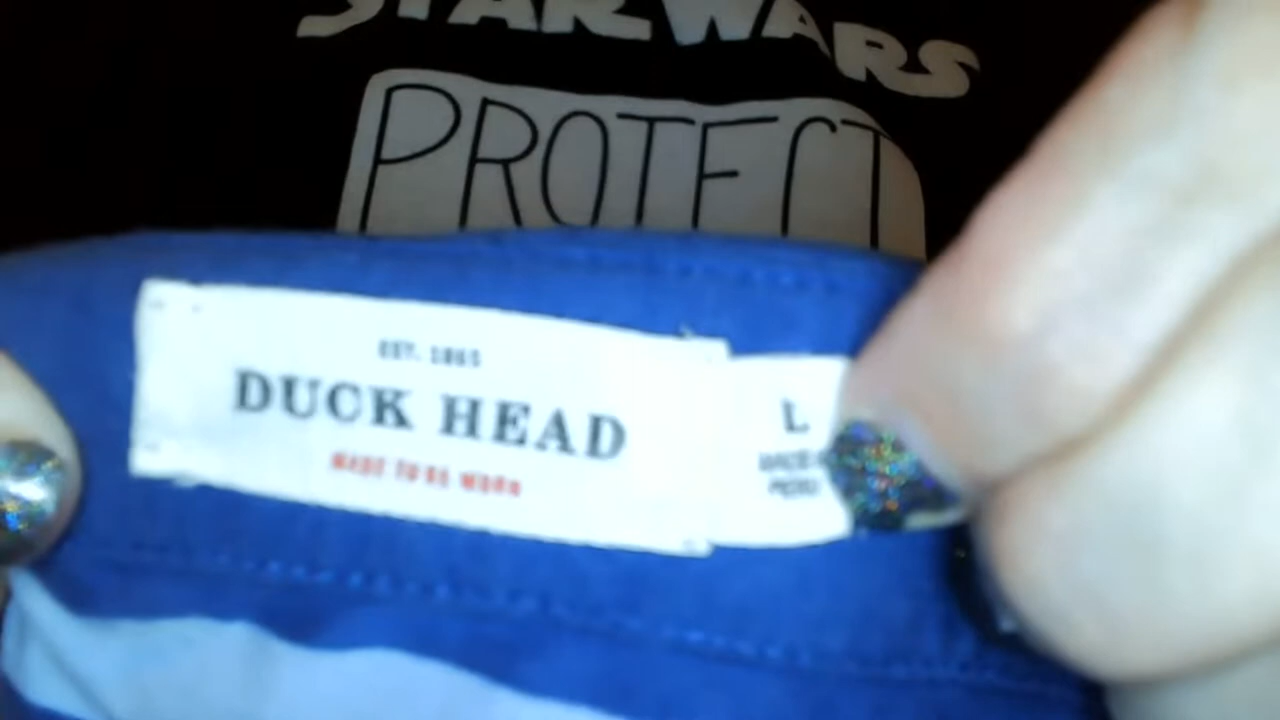 STAR WARS
PROTECT
EST. 1865
DUCK HEAD
MADE TO BE WORN
L